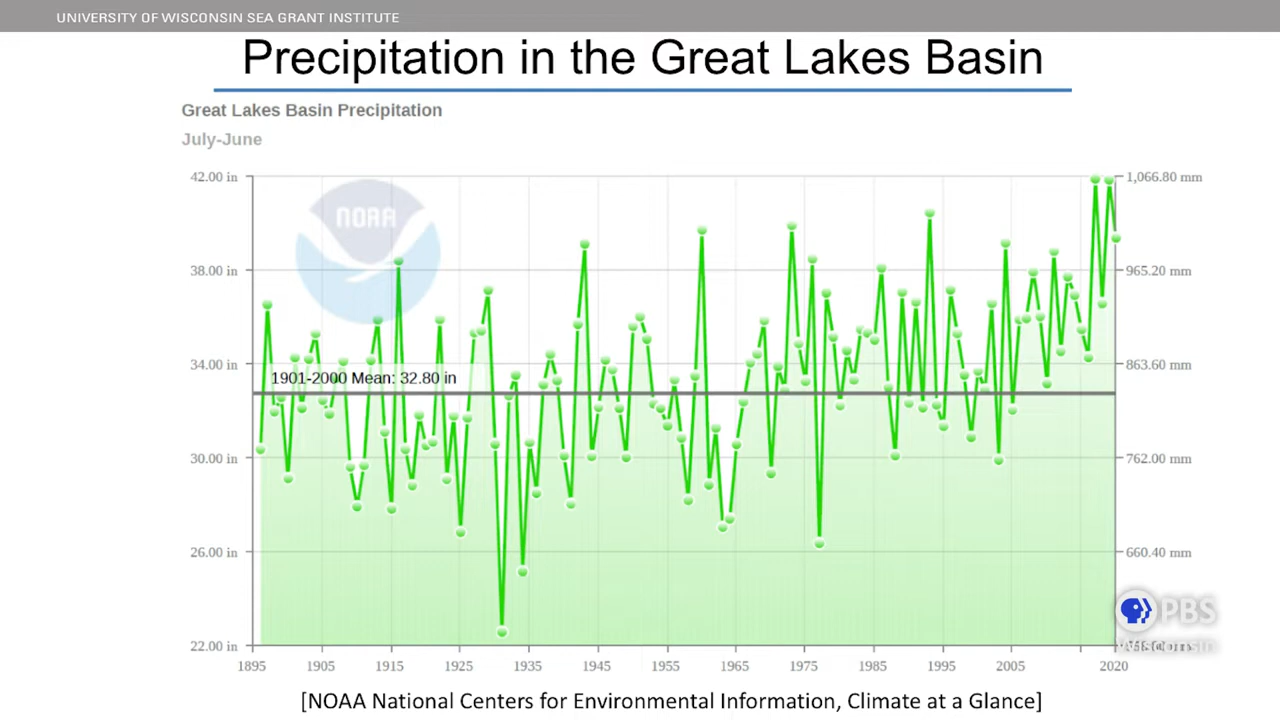 UNIVERSITY OF WISCONSIN SEA GRANT INSTITUTE
Precipitation in the Great Lakes Basin
Great Lakes Basin Precipitation
July-June
42.00 in
1,066.80 mm
NOAA
38.00 in
965.20 mm
34.00 in
863.60 mm
1901-2000 Mean: 32.80 in
30.00 in
762.00 mm
26.00 in
660.40 mm
PBS
Wisconsin
22.00 in
1895 1905 1915 1925 1935 1945 1955 1965 1975 1985 1995 2005 2020
[NOAA National Centers for Environmental Information, Climate at a Glance]